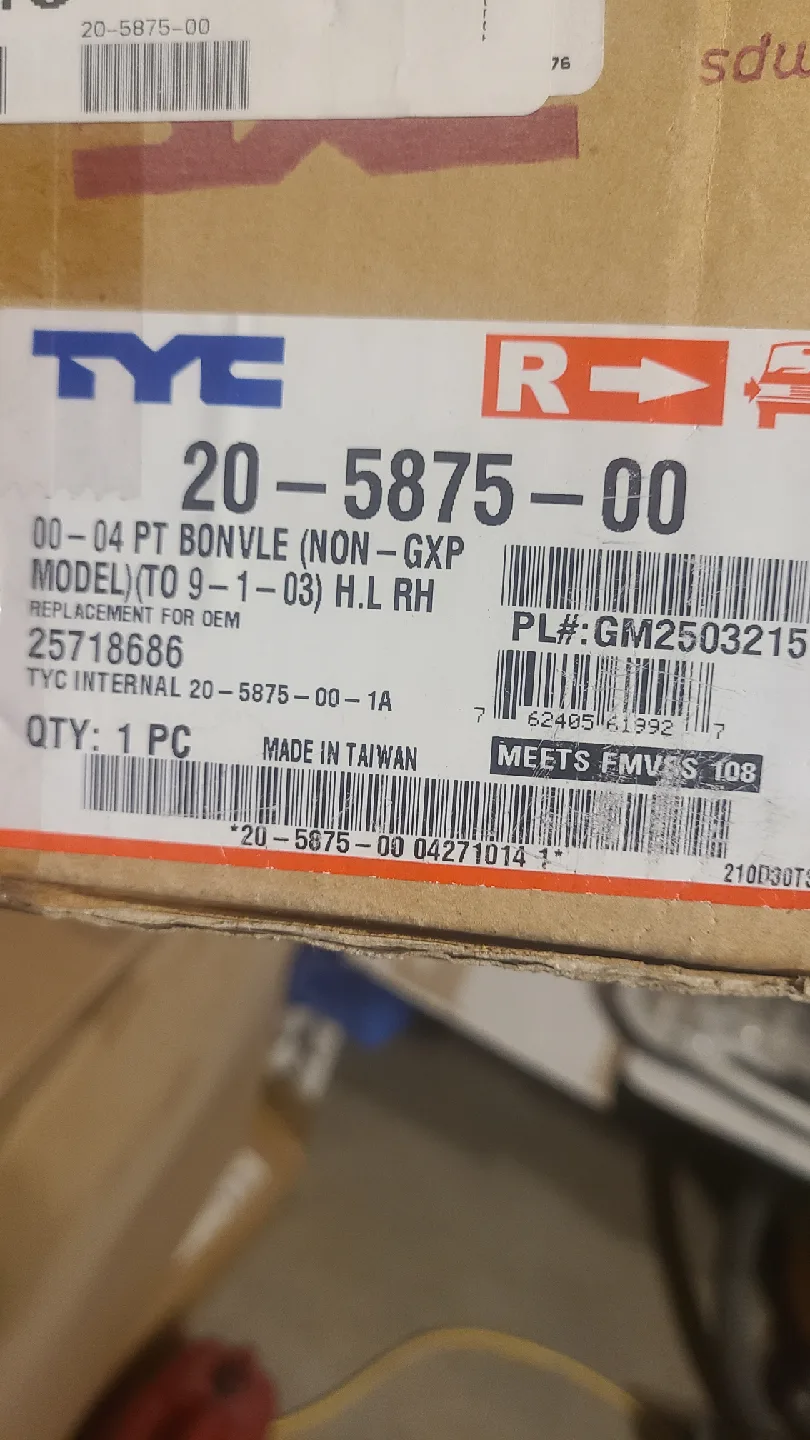 20-5875-00
76
TYC
R
20-5875-00
00-04 PT BONVLE (NON-GXP
MODEL)(TO 9-1-03) H.L RH
REPLACEMENT FOR OEM
25718686
TYC INTERNAL 20-5875-00-1A
PL#:GM2503215
7 62405 61992 7
QTY: 1 PC
MADE IN TAIWAN
MEETS FMVSS 108
*20-5875-00 04271014 1*